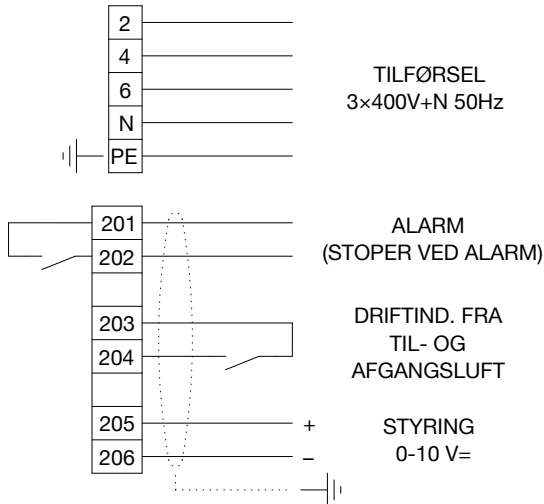 2
4
6
N
PE
TILFØRSEL
3×400V+N 50Hz
201
202
ALARM
(STOPER VED ALARM)
203
204
DRIFTIND. FRA
TIL- OG
AFGANGSLUFT
205
+
206
–
STYRING
0-10 V=